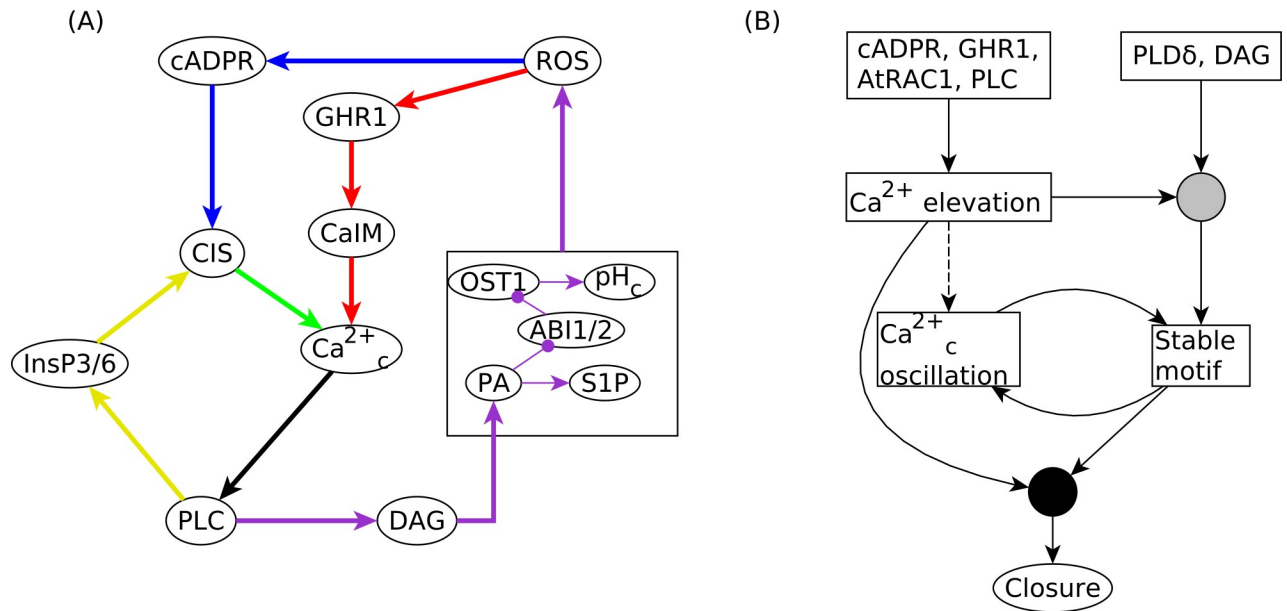 (A)
cADPR
ROS
GHR1
CaIM
CIS
Ca²⁺c
InsP3/6
PLC
DAG
OST1
pHc
ABI1/2
PA
S1P
(B)
cADPR, GHR1,
AtRAC1, PLC
PLDδ, DAG
Ca²⁺ elevation
Ca²⁺c
oscillation
Stable
motif
Closure